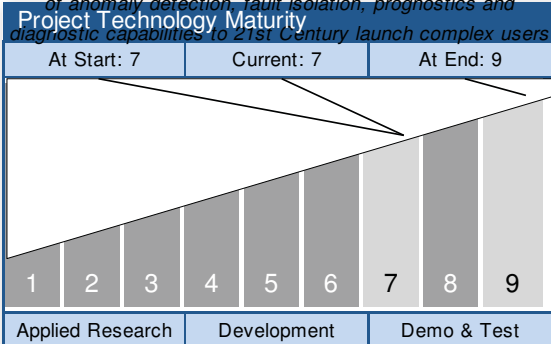 of anomaly detection, fault isolation, prognostics and
Project Technology Maturity
diagnostic capabilities to 21st Century launch complex users
At Start: 7 Current: 7 At End: 9
1 2 3 4 5 6 7 8 9
Applied Research Development Demo & Test